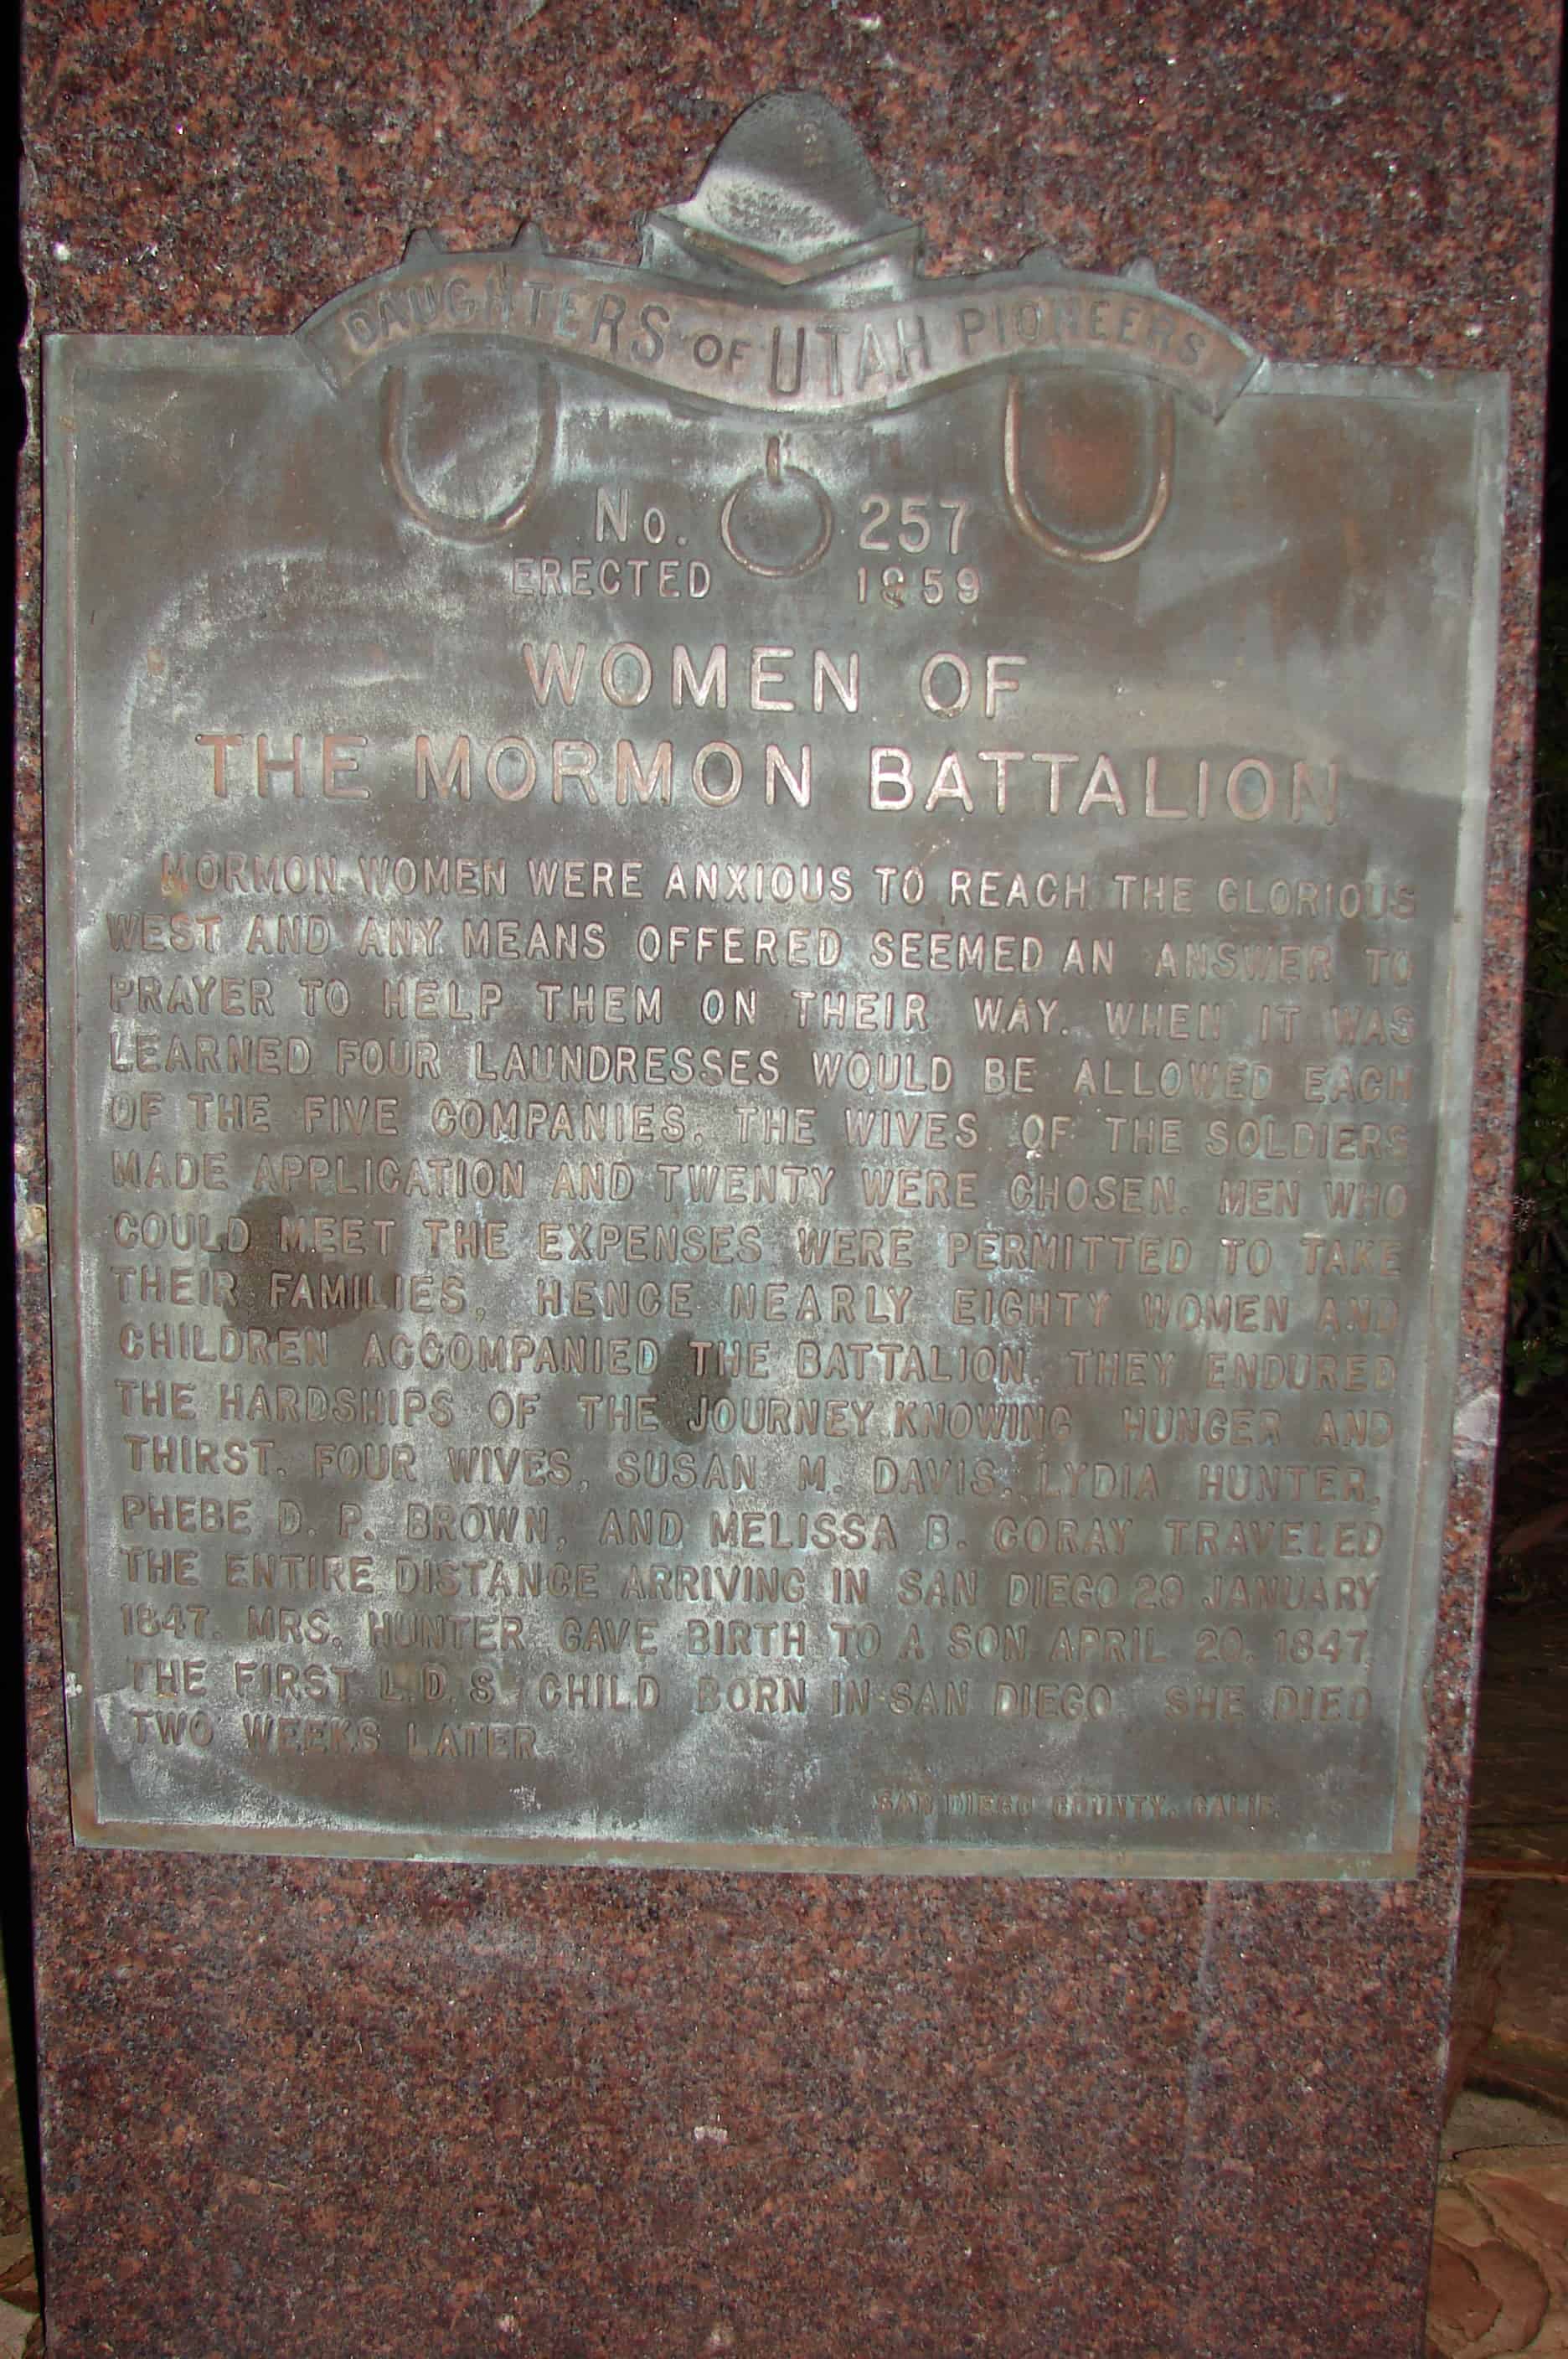 DAUGHTERS OF UTAH PIONEERS
No. 257
ERECTED 1959
WOMEN OF
THE MORMON BATTALION
MORMON WOMEN WERE ANXIOUS TO REACH THE GLORIOUS
WEST AND ANY MEANS OFFERED SEEMED AN ANSWER TO
PRAYER TO HELP THEM ON THEIR WAY. WHEN IT WAS
LEARNED FOUR LAUNDRESSES WOULD BE ALLOWED EACH
OF THE FIVE COMPANIES, THE WIVES OF THE SOLDIERS
MADE APPLICATION AND TWENTY WERE CHOSEN. MEN WHO
COULD MEET THE EXPENSES WERE PERMITTED TO TAKE
THEIR FAMILIES, HENCE NEARLY EIGHTY WOMEN AND
CHILDREN ACCOMPANIED THE BATTALION. THEY ENDURED
THE HARDSHIPS OF THE JOURNEY KNOWING HUNGER AND
THIRST. FOUR WIVES, SUSAN M. DAVIS, LYDIA HUNTER,
PHEBE D. P. BROWN, AND MELISSA B. CORAY TRAVELED
THE ENTIRE DISTANCE ARRIVING IN SAN DIEGO 29 JANUARY
1847. MRS. HUNTER GAVE BIRTH TO A SON APRIL 20, 1847,
THE FIRST L.D.S. CHILD BORN IN SAN DIEGO. SHE DIED
TWO WEEKS LATER
SAN DIEGO COUNTY, CALIF.